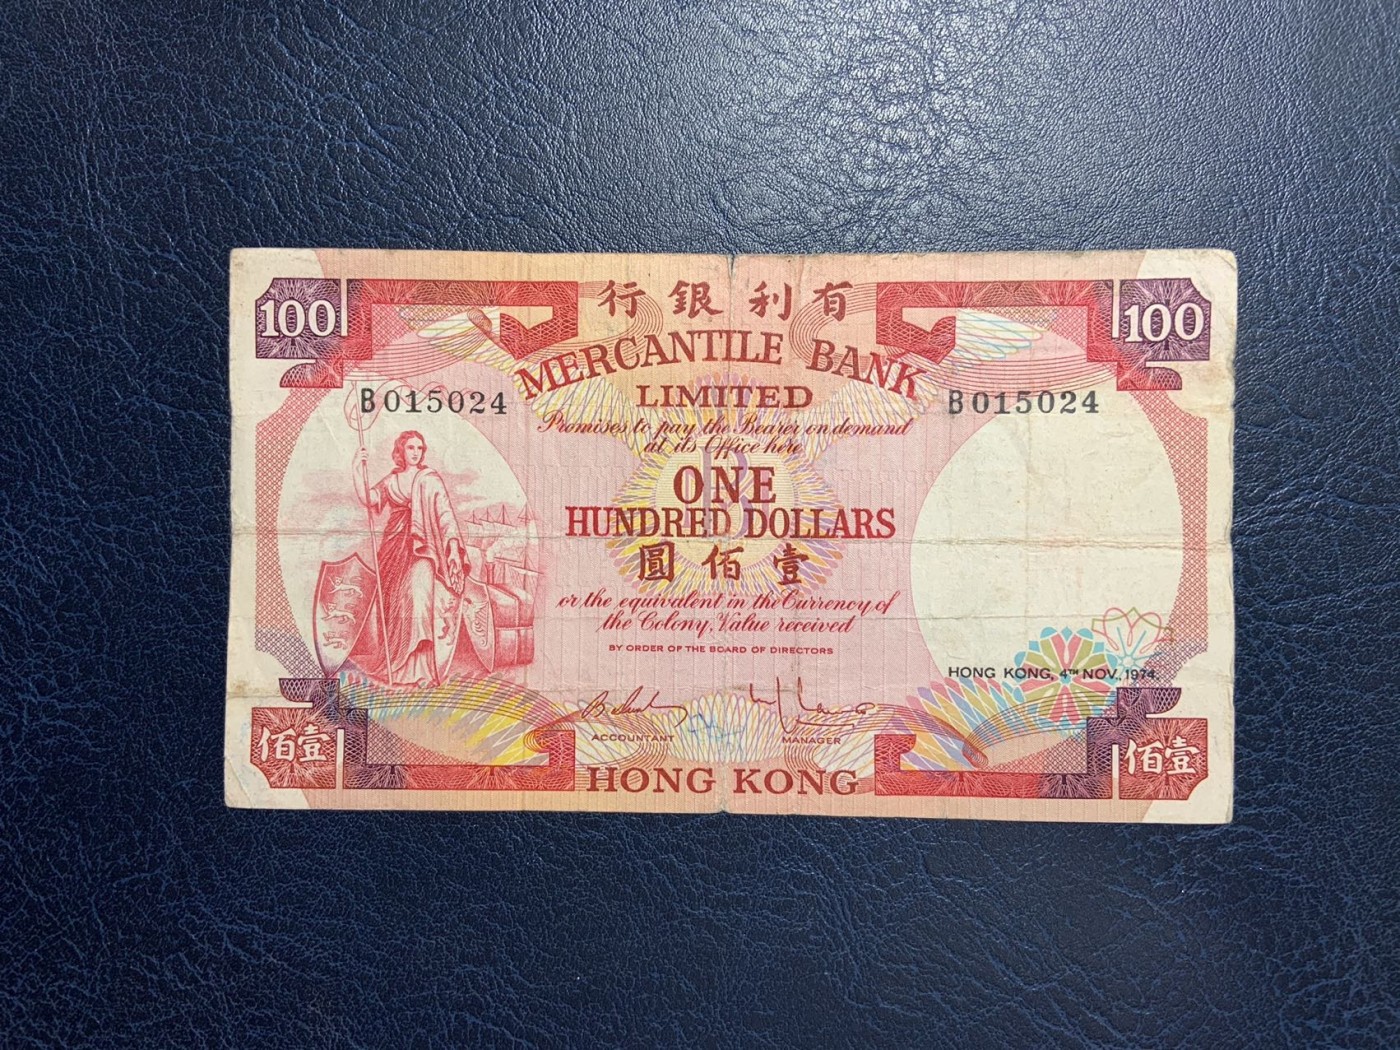 100 行銀利有 100
MERCANTILE BANK
LIMITED
B015024 B015024
Promises to pay the Bearer on demand
at its Office here
ONE
HUNDRED DOLLARS
圓佰壹
or the equivalent in the Currency of
the Colony, Value received
BY ORDER OF THE BOARD OF DIRECTORS
HONG KONG, 4TH NOV., 1974.
ACCOUNTANT MANAGER
佰壹 HONG KONG 佰壹